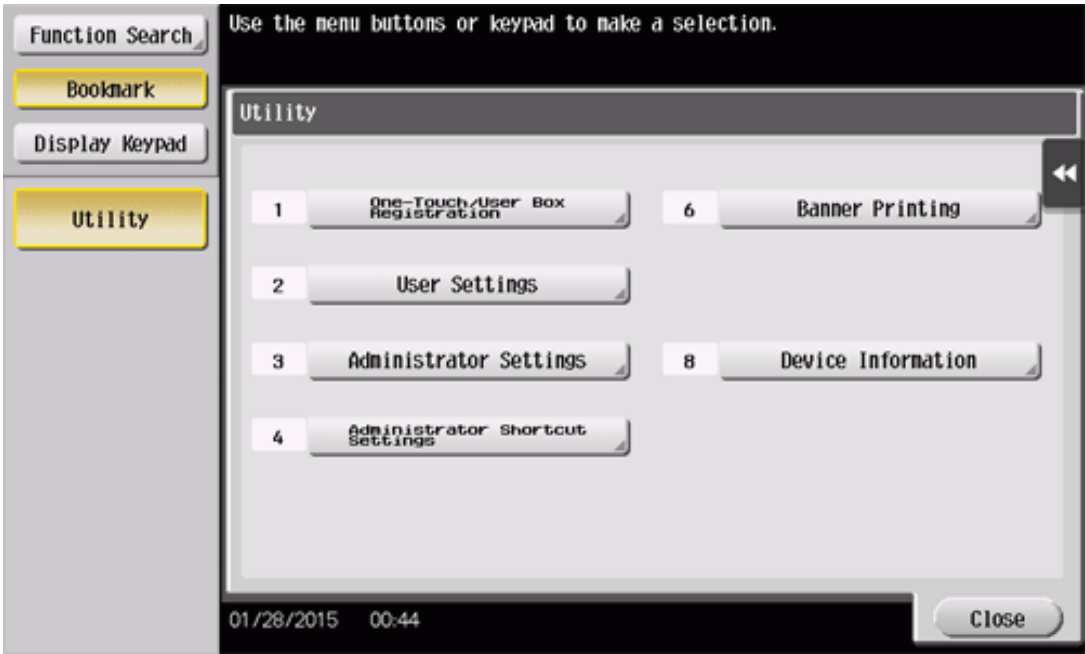 Function Search
Use the menu buttons or keypad to make a selection.
Bookmark
Display Keypad
Utility
Utility
1 One-Touch/User Box
Registration
6 Banner Printing
2 User Settings
3 Administrator Settings
8 Device Information
4 Administrator Shortcut
Settings
01/28/2015 00:44
Close